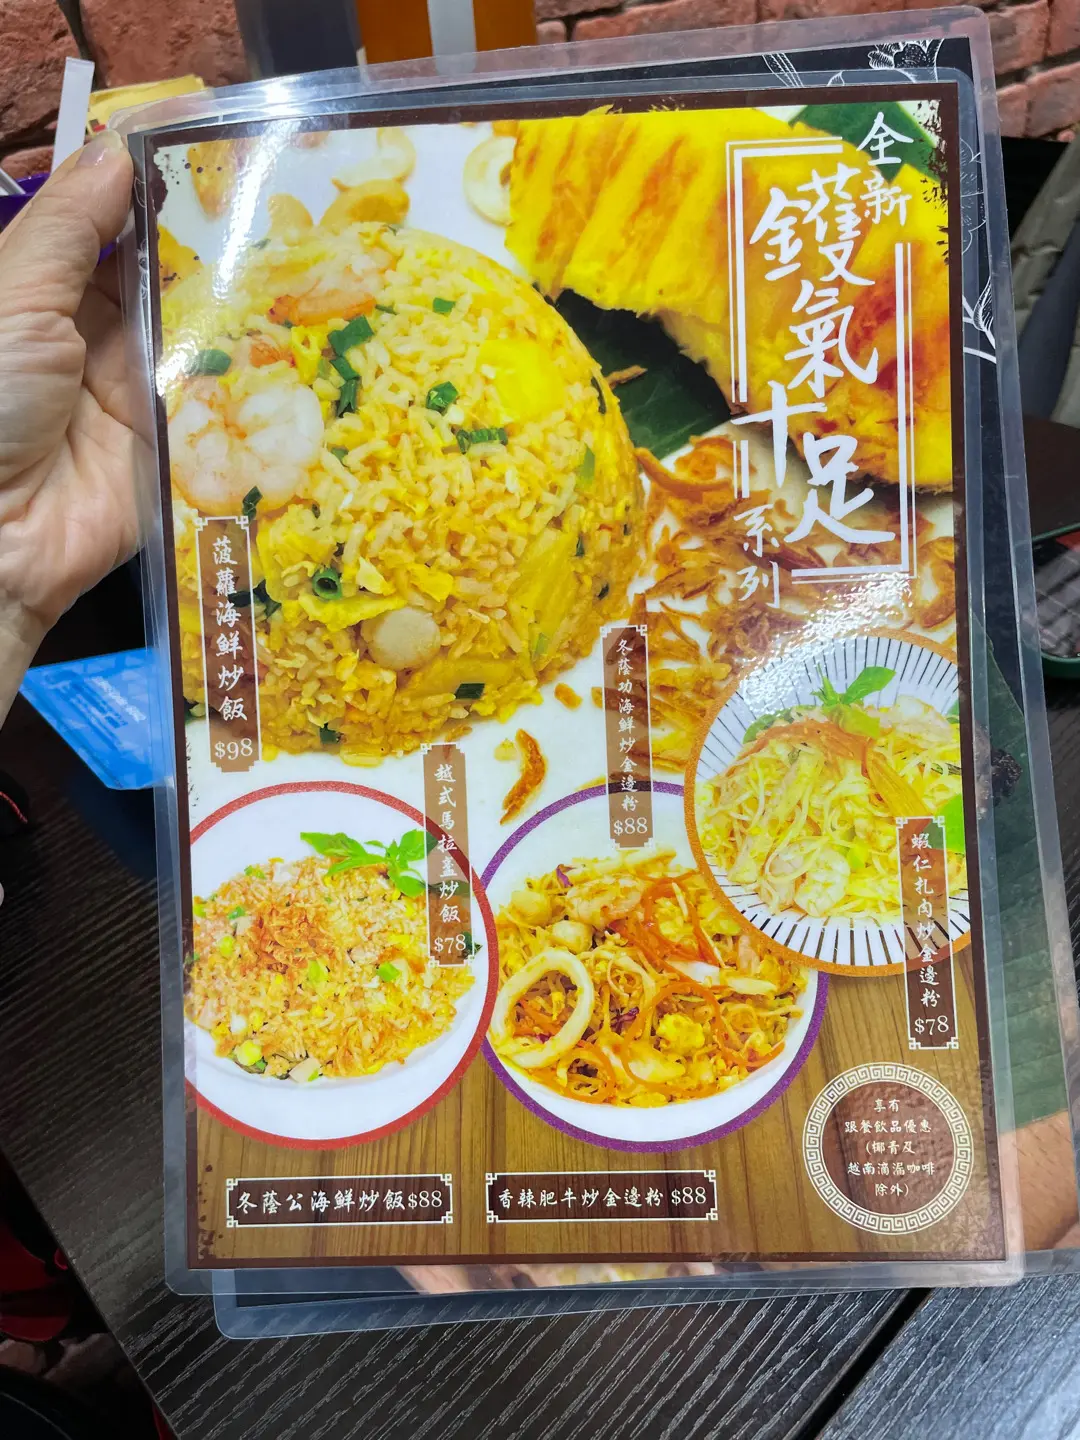 全新
鑊氣十足
系列
菠蘿海鮮炒飯
$98
冬蔭功海鮮炒金邊粉
$88
越式馬拉盞炒飯
$78
蝦仁扎肉炒金邊粉
$78
冬蔭公海鮮炒飯$88
香辣肥牛炒金邊粉$88
享有
跟餐飲品優惠
(椰青及
越南滴漏咖啡
除外)